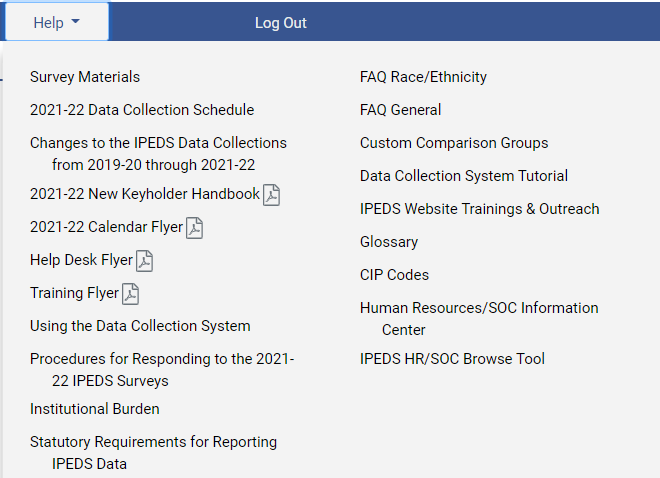 Help
Log Out
Survey Materials
2021-22 Data Collection Schedule
Changes to the IPEDS Data Collections
from 2019-20 through 2021-22
2021-22 New Keyholder Handbook
2021-22 Calendar Flyer
Help Desk Flyer
Training Flyer
Using the Data Collection System
Procedures for Responding to the 2021-
22 IPEDS Surveys
Institutional Burden
Statutory Requirements for Reporting
IPEDS Data
FAQ Race/Ethnicity
FAQ General
Custom Comparison Groups
Data Collection System Tutorial
IPEDS Website Trainings & Outreach
Glossary
CIP Codes
Human Resources/SOC Information
Center
IPEDS HR/SOC Browse Tool